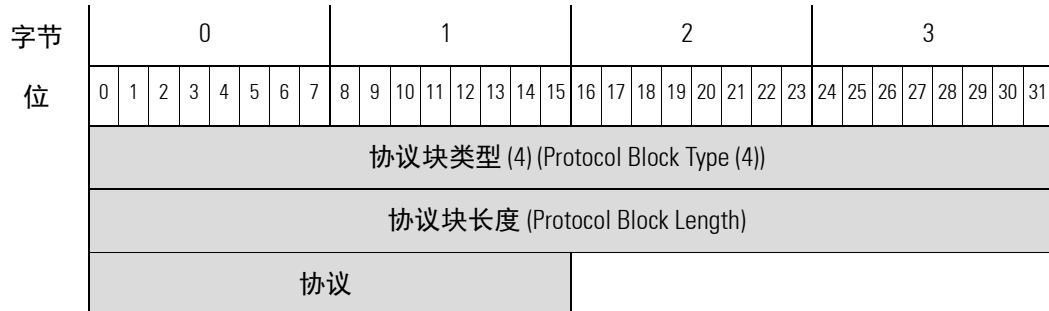 字节 0 1 2 3
位 0 1 2 3 4 5 6 7 8 9 10 11 12 13 14 15 16 17 18 19 20 21 22 23 24 25 26 27 28 29 30 31
协议块类型 (4) (Protocol Block Type (4))
协议块长度 (Protocol Block Length)
协议